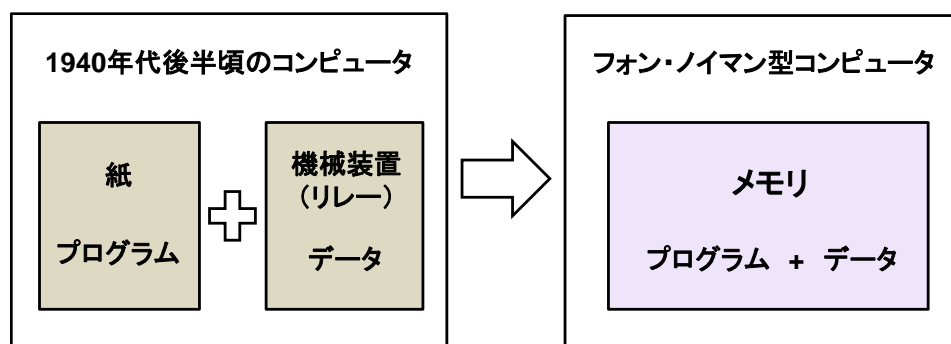 1940年代後半頃のコンピュータ
紙
プログラム
機械装置
（リレー）
データ
フォン・ノイマン型コンピュータ
メモリ
プログラム + データ